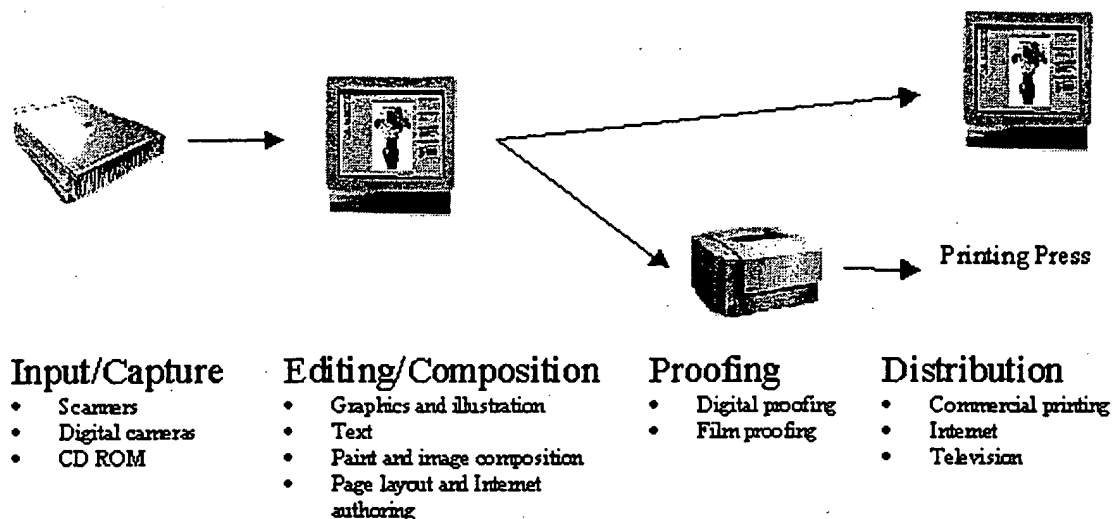 Printing Press
Input/Capture
• Scanners
• Digital cameras
• CD ROM
Editing/Composition
• Graphics and illustration
• Text
• Paint and image composition
• Page layout and Internet
authoring
Proofing
• Digital proofing
• Film proofing
Distribution
• Commercial printing
• Internet
• Television